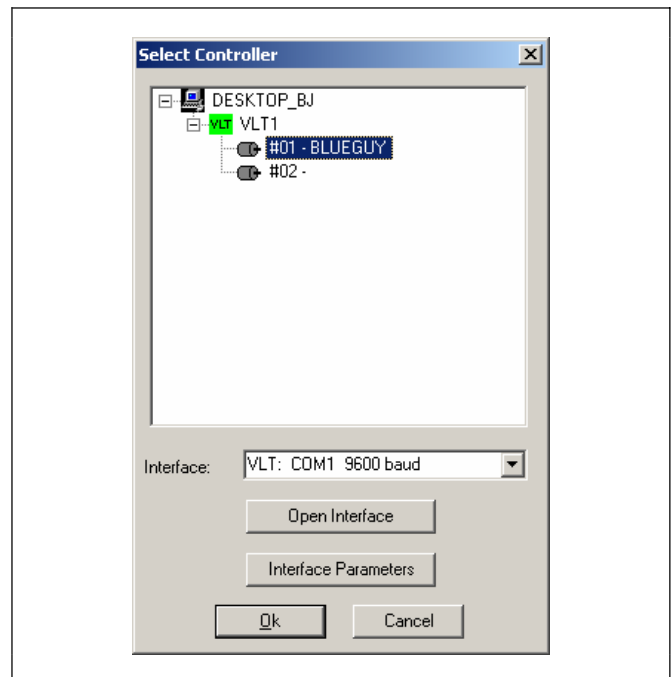 Select Controller
DESKTOP_BJ
VLT VLT1
#01 - BLUEGUY
#02 -
Interface: VLT: COM1 9600 baud
Open Interface
Interface Parameters
Ok Cancel